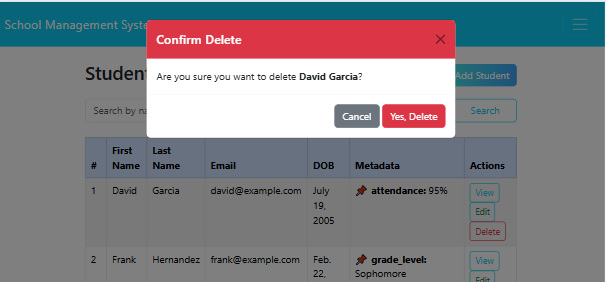 School Management Syste
Confirm Delete
Are you sure you want to delete David Garcia?
Cancel Yes, Delete
Student
Add Student
Search by na
Search
# First Name Last Name Email DOB Metadata Actions
1 David Garcia david@example.com July 19, 2005 attendance: 95% View
Edit
Delete
2 Frank Hernandez frank@example.com Feb. 22, grade_level: Sophomore View
Edit